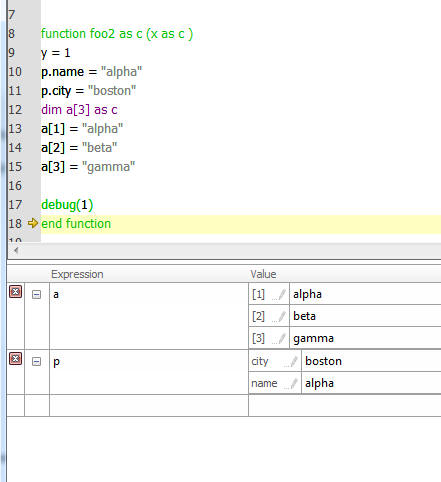 7
8 function foo2 as c (x as c )
9 y = 1
10 p.name = "alpha"
11 p.city = "boston"
12 dim a[3] as c
13 a[1] = "alpha"
14 a[2] = "beta"
15 a[3] = "gamma"
16
17 debug(1)
18 end function
19
Expression Value
a [1] ... alpha
[2] ... beta
[3] ... gamma
p city ... boston
name ... alpha